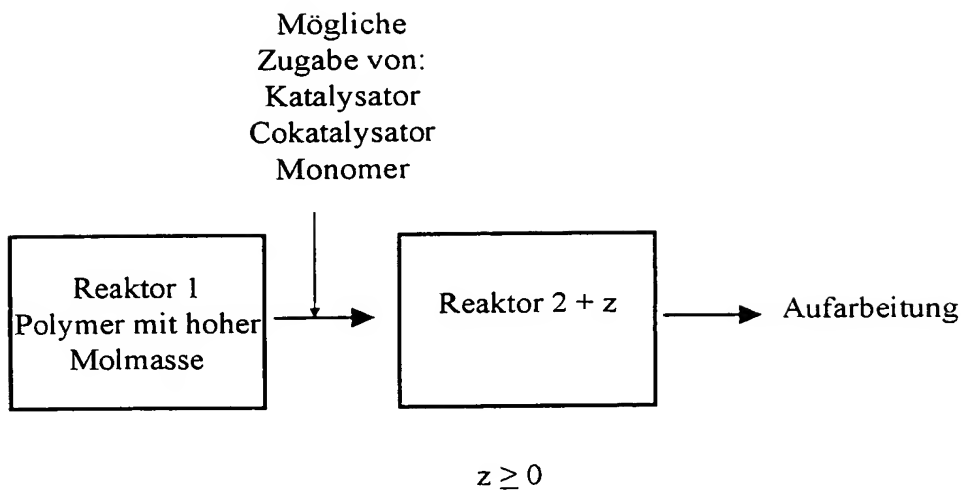 Mögliche
Zugabe von:
Katalysator
Cokatalysator
Monomer
Reaktor 1
Polymer mit hoher
Molmasse
Reaktor 2 + z
Aufarbeitung
z ≥ 0